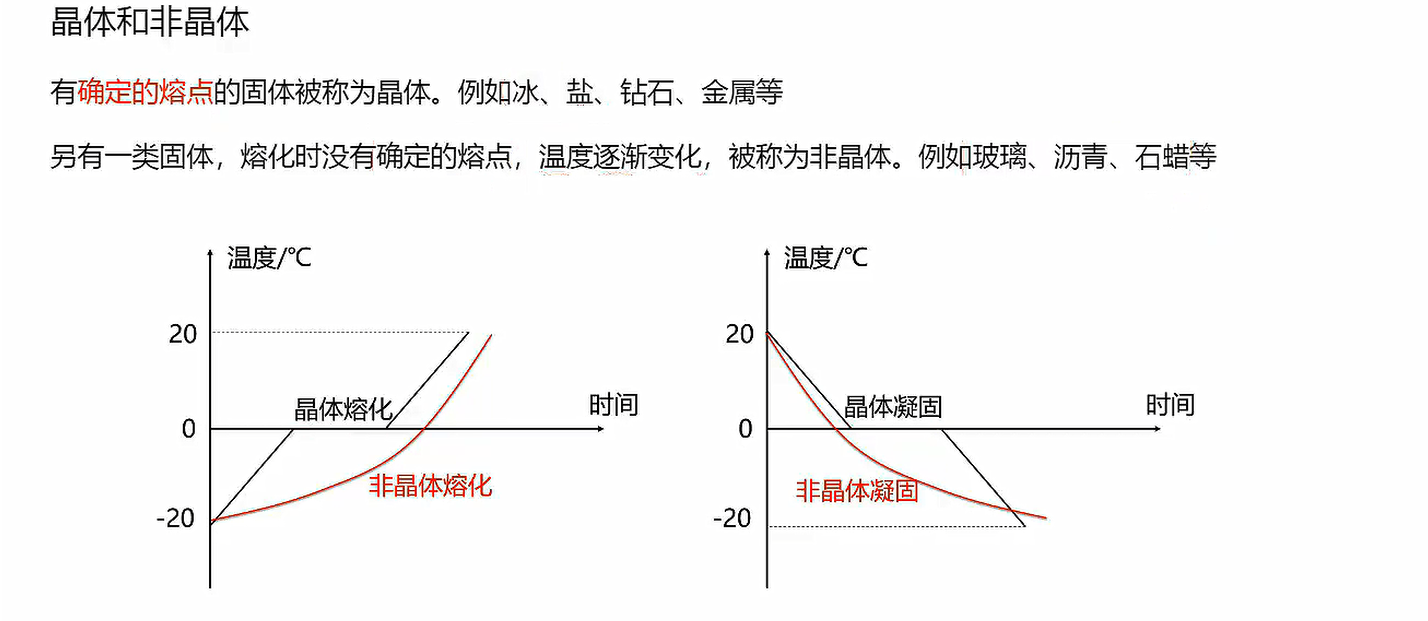 晶体和非晶体
有确定的熔点的固体被称为晶体。例如冰、盐、钻石、金属等
另有一类固体，熔化时没有确定的熔点，温度逐渐变化，被称为非晶体。例如玻璃、沥青、石蜡等
温度/℃
20
晶体熔化
时间
0
非晶体熔化
-20
温度/℃
20
晶体凝固
时间
0
非晶体凝固
-20